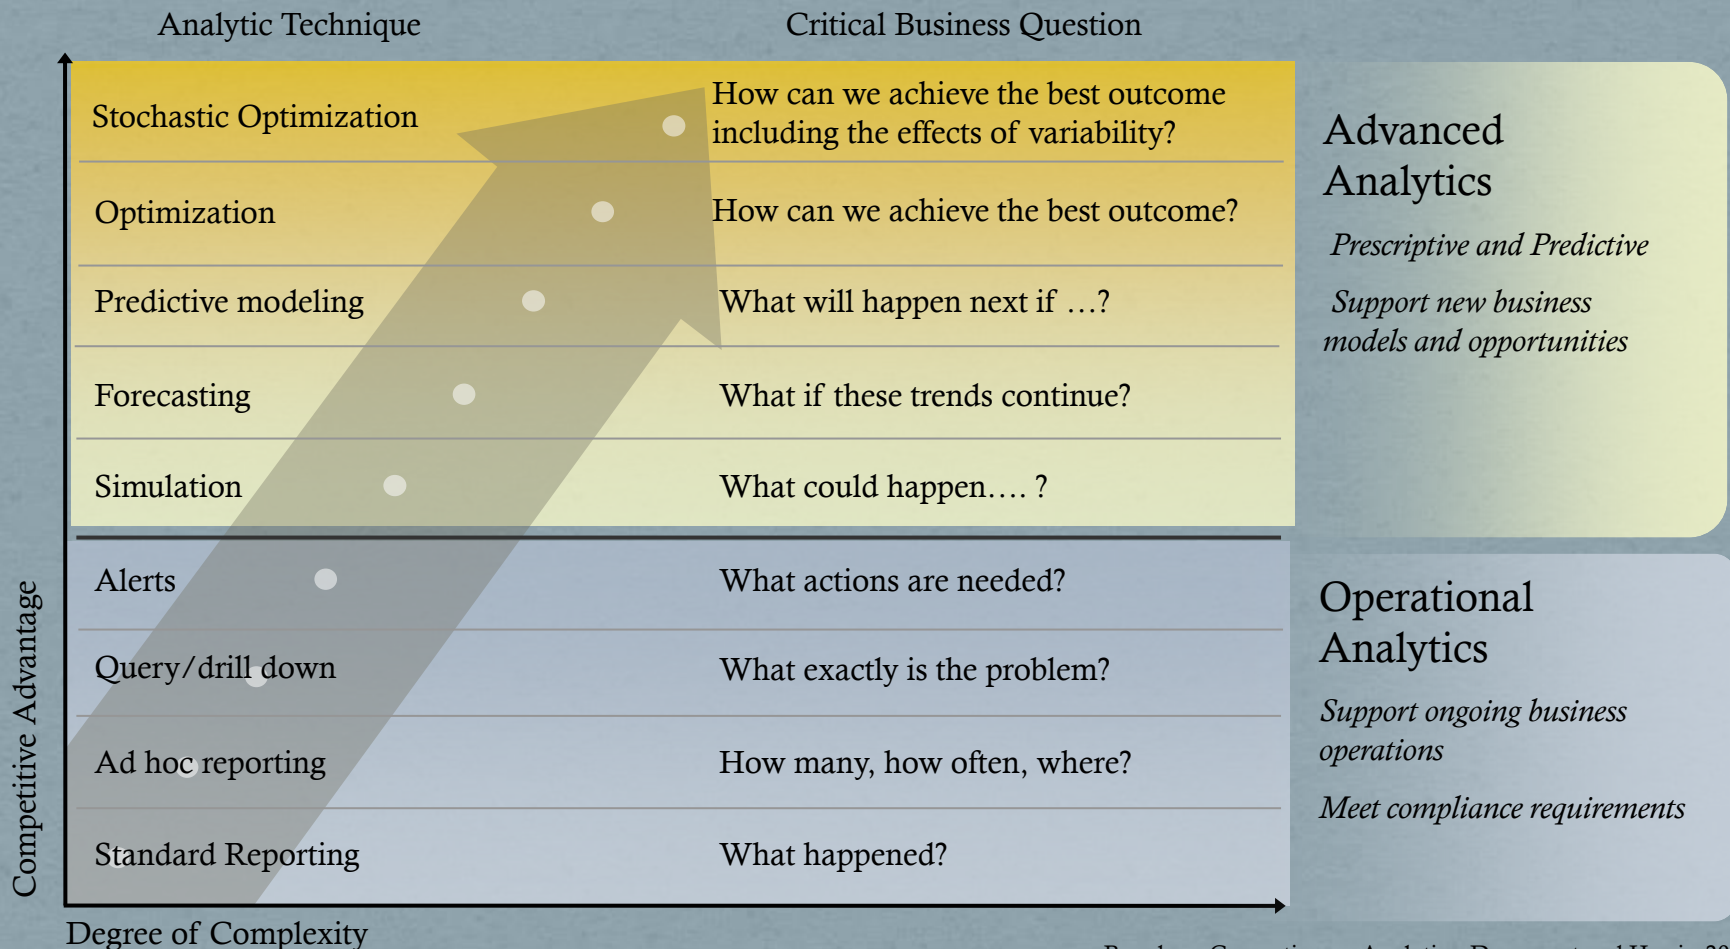 Analytic Technique
Critical Business Question
Stochastic Optimization
How can we achieve the best outcome
including the effects of variability?
Optimization
How can we achieve the best outcome?
Predictive modeling
What will happen next if …?
Forecasting
What if these trends continue?
Simulation
What could happen…. ?
Alerts
What actions are needed?
Query/drill down
What exactly is the problem?
Ad hoc reporting
How many, how often, where?
Standard Reporting
What happened?
Competitive Advantage
Degree of Complexity
Advanced
Analytics
Prescriptive and Predictive
Support new business
models and opportunities
Operational
Analytics
Support ongoing business
operations
Meet compliance requirements